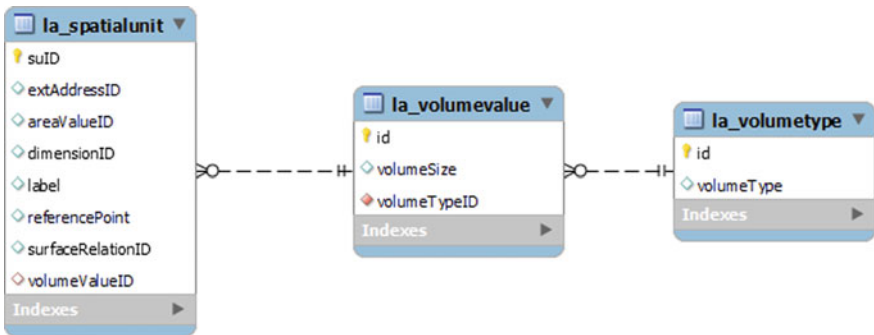 la_spatialunit
suID
extAddressID
areaValueID
dimensionID
label
referencePoint
surfaceRelationID
volumeValueID
Indexes
la_volumevalue
id
volumeSize
volumeTypeID
Indexes
la_volumetype
id
volumeType
Indexes